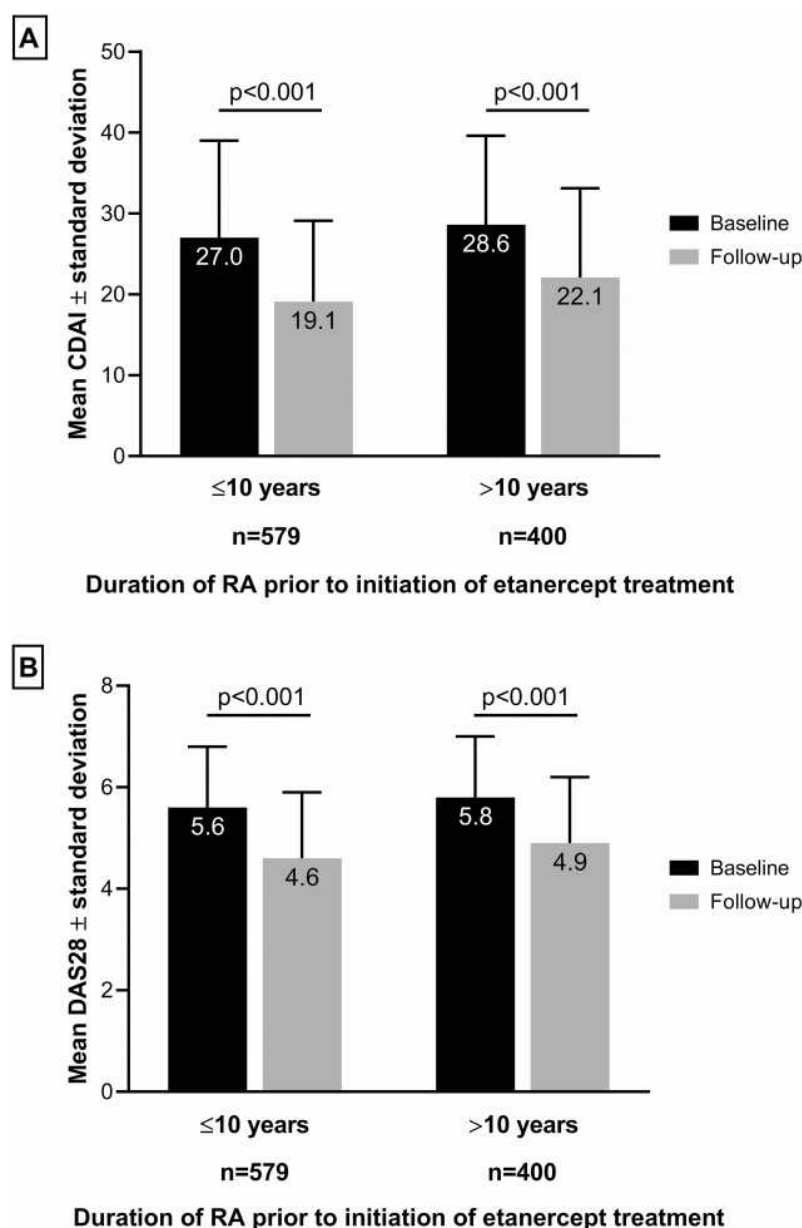 A
Mean CDAI ± standard deviation
50
40
30
20
10
0
p<0.001
p<0.001
27.0
19.1
28.6
22.1
Baseline
Follow-up
≤10 years
>10 years
n=579
n=400
Duration of RA prior to initiation of etanercept treatment
B
Mean DAS28 ± standard deviation
8
6
4
2
0
p<0.001
p<0.001
5.6
4.6
5.8
4.9
Baseline
Follow-up
≤10 years
>10 years
n=579
n=400
Duration of RA prior to initiation of etanercept treatment